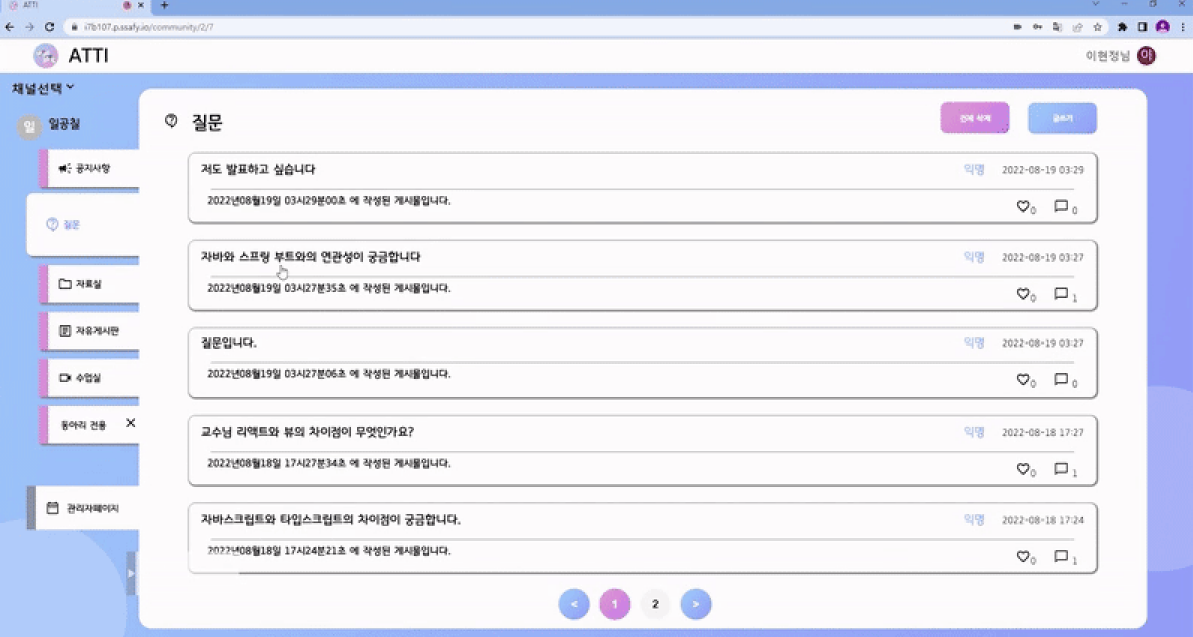 ATTI
i7b107.p.ssafy.io/community/2/7
ATTI
이현정님 이
채널선택
일 일공칠
공지사항
질문
자료실
자유게시판
수업실
동아리 전용
관리자페이지
질문
전체 삭제
글쓰기
저도 발표하고 싶습니다
익명 2022-08-19 03:29
2022년08월19일 03시29분00초 에 작성된 게시물입니다.
0 0
자바와 스프링 부트와의 연관성이 궁금합니다
익명 2022-08-19 03:27
2022년08월19일 03시27분35초 에 작성된 게시물입니다.
0 1
질문입니다.
익명 2022-08-19 03:27
2022년08월19일 03시27분06초 에 작성된 게시물입니다.
0 0
교수님 리액트와 뷰의 차이점이 무엇인가요?
익명 2022-08-18 17:27
2022년08월18일 17시27분34초 에 작성된 게시물입니다.
0 1
자바스크립트와 타입스크립트의 차이점이 궁금합니다.
익명 2022-08-18 17:24
2022년08월18일 17시24분21초 에 작성된 게시물입니다.
0 1
< 1 2 >